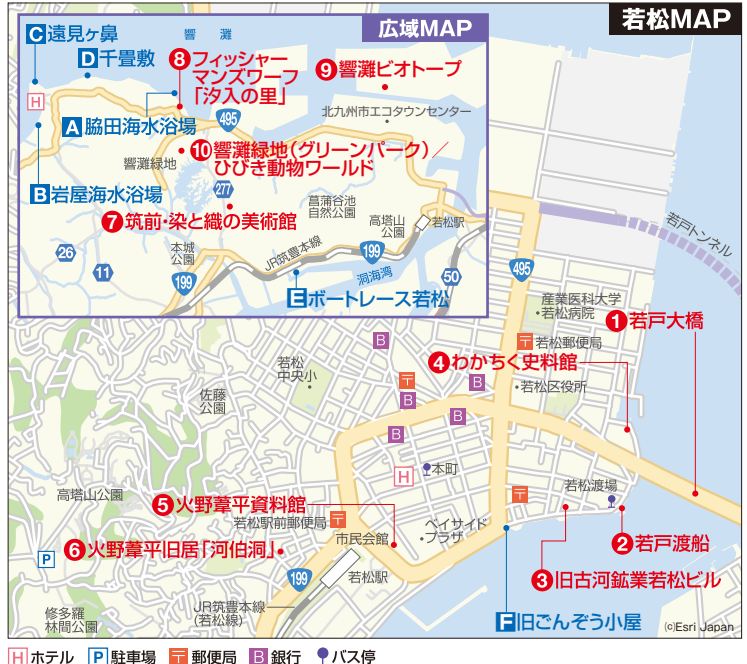 若松MAP
広域MAP
C遠見ヶ鼻
響灘
D千畳敷
8フィッシャー
マンズワーフ
「汐入の里」
9響灘ビオトープ
H
北九州市エコタウンセンター
495
A脇田海水浴場
10響灘緑地(グリーンパーク)/
ひびき動物ワールド
響灘緑地
B岩屋海水浴場
277
菖蒲谷池
自然公園
7筑前・染と織の美術館
高塔山
公園
若松駅
本城
公園
JR筑豊本線
199
26
11
199
洞海湾
50
Eボートレース若松
若戸トンネル
495
産業医科大学
若松病院
1若戸大橋
B
〒若松郵便局
4わかちく史料館
若松
中央小
〒
B
若松区役所
佐藤
公園
B
B
B
本町
H
高塔山公園
若松渡場
〒
5火野葦平資料館
若松駅前郵便局
〒
ベイサイド
プラザ
市民会館
2若戸渡船
6火野葦平旧居「河伯洞」
P
199
若松駅
3旧古河鉱業若松ビル
JR筑豊本線
(若松線)
修多羅
林間公園
F旧ごんぞう小屋
(c)Esri Japan
Hホテル P駐車場 〒郵便局 B銀行 バス停